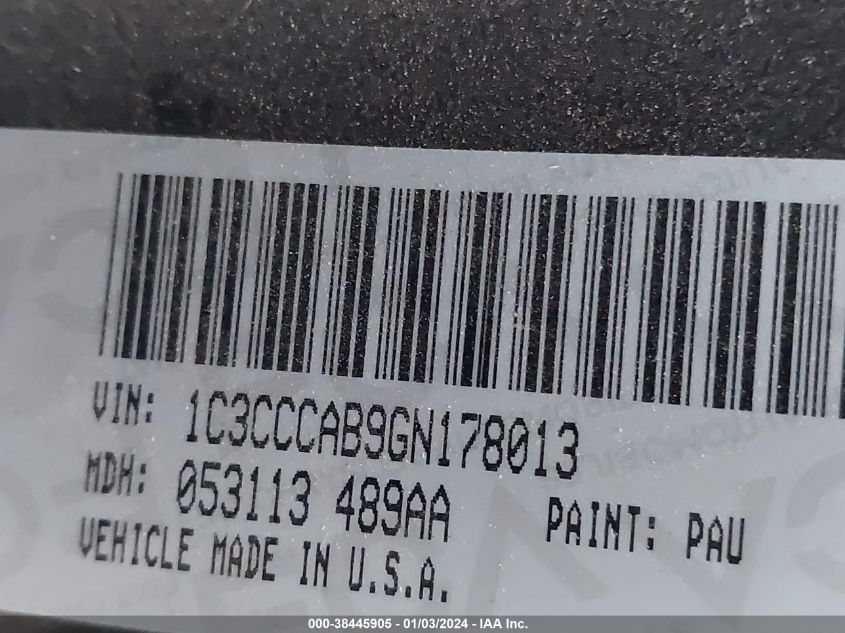 VIN: 1C3CCCAB9GN178013
MDH: 053113 489AA PAINT: PAU
VEHICLE MADE IN U.S.A.
000-38445905 - 01/03/2024 - IAA Inc.